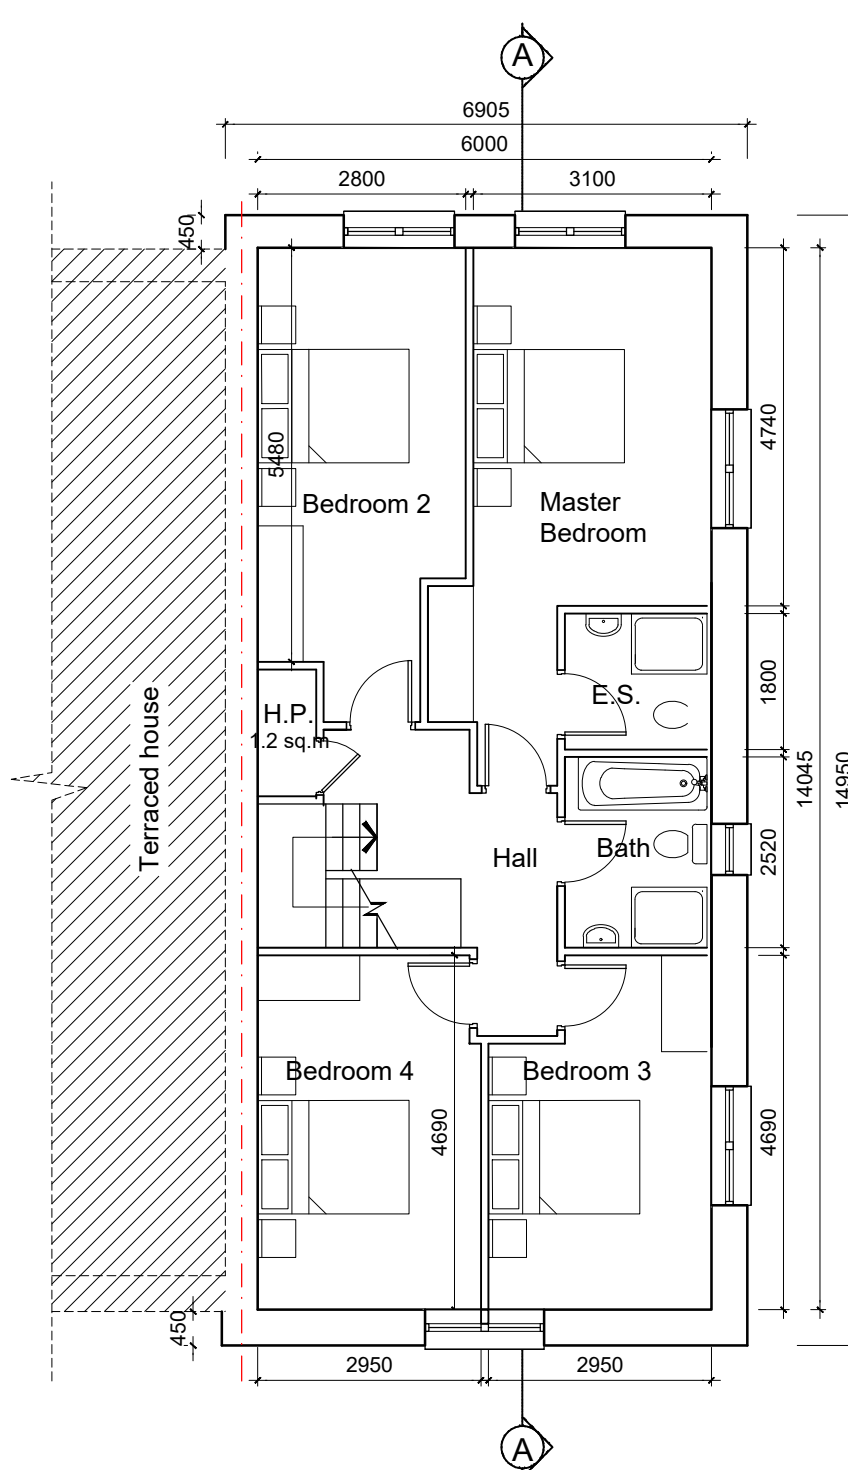 A
6905
6000
2800
3100
450
5480
4740
Bedroom 2
Master
Bedroom
Terraced house
H.P.
1.2 sq.m
E.S.
1800
14045
14950
Hall
Bath
2520
Bedroom 4
Bedroom 3
4690
4690
450
2950
2950
A